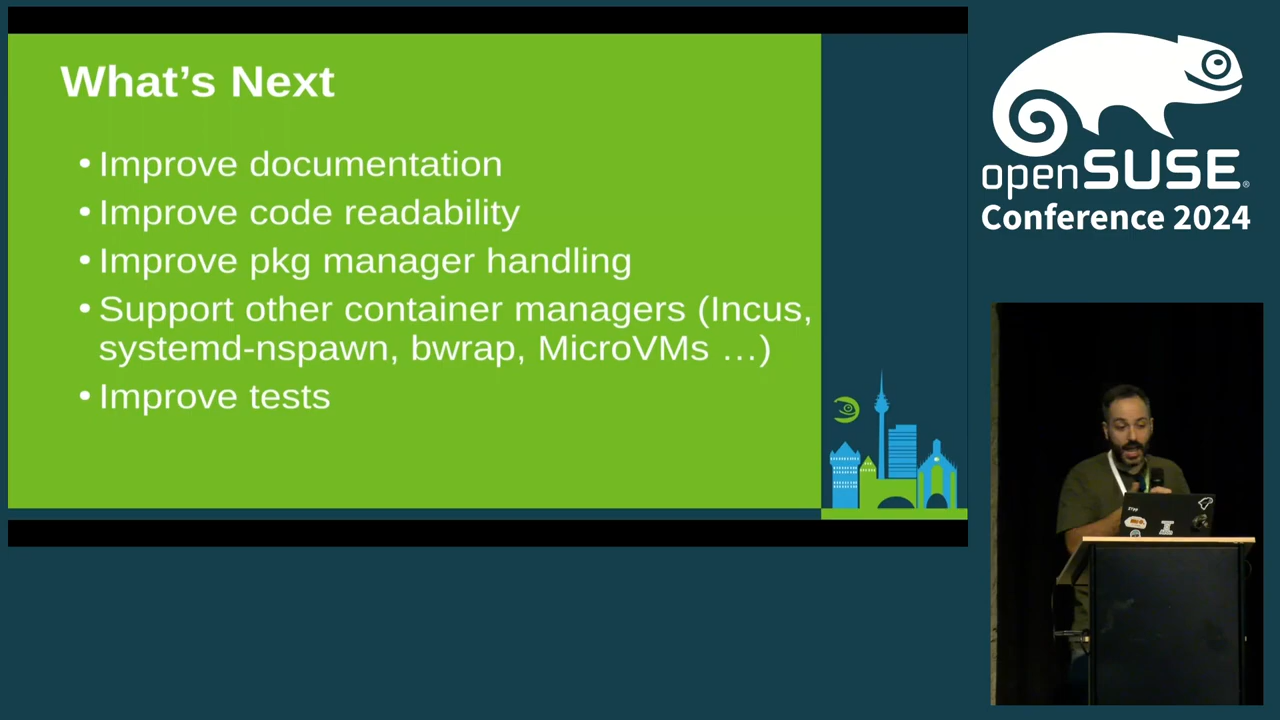 What's Next
• Improve documentation
• Improve code readability
• Improve pkg manager handling
• Support other container managers (Incus,
systemd-nspawn, bwrap, MicroVMs …)
• Improve tests
openSUSE®
Conference 2024